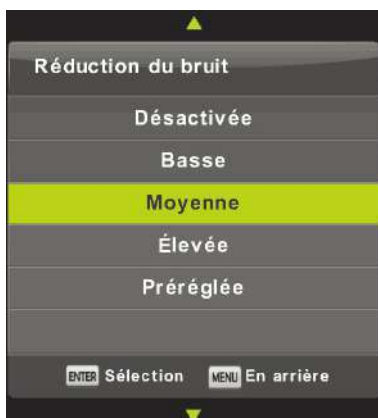 Réduction du bruit
Désactivée
Basse
Moyenne
Élevée
Préréglée
ENTER Sélection MENU En arrière